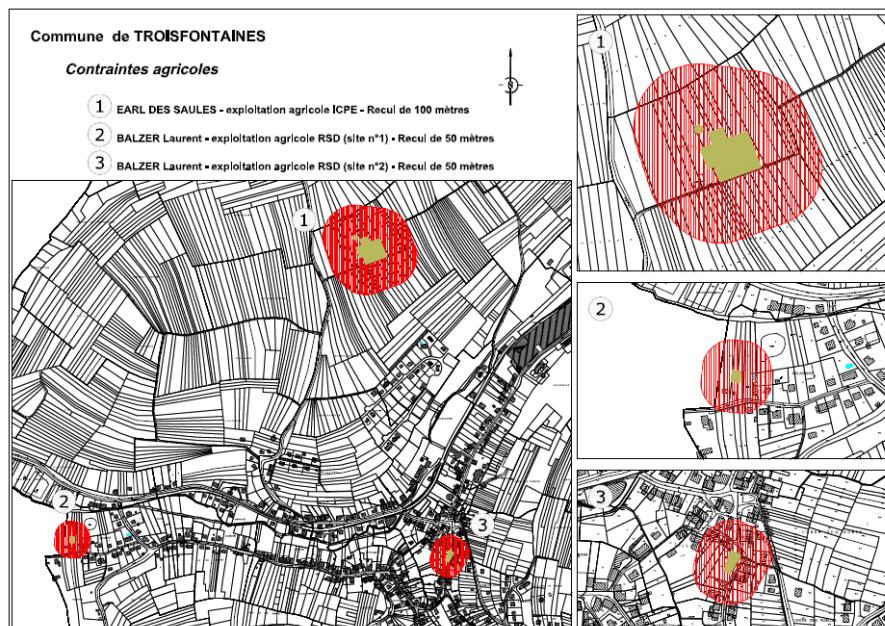 Commune de TROISFONTAINES
Contraintes agricoles
N
1 EARL DES SAULES - exploitation agricole ICPE - Recul de 100 mètres
2 BALZER Laurent - exploitation agricole RSD (site n°1) - Recul de 50 mètres
3 BALZER Laurent - exploitation agricole RSD (site n°2) - Recul de 50 mètres
1
1
2
2
3
3